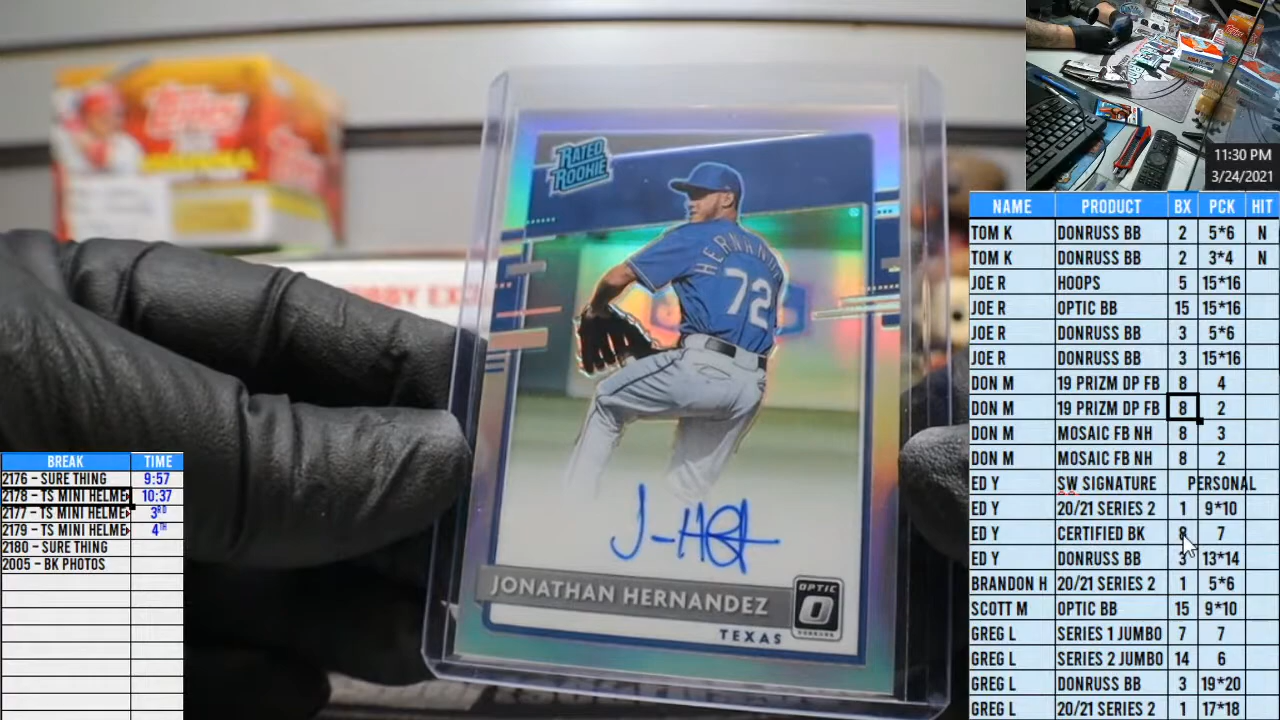 Topps
RATED
ROOKIE
HERNAN
72
JONATHAN HERNANDEZ
OPTIC
TEXAS
11:30 PM
3/24/2021
NAME PRODUCT BX PCK HIT
TOM K DONRUSS BB 2 5*6 N
TOM K DONRUSS BB 2 3*4 N
JOE R HOOPS 5 15*16
JOE R OPTIC BB 15 15*16
JOE R DONRUSS BB 3 5*6
JOE R DONRUSS BB 3 15*16
DON M 19 PRIZM DP FB 8 4
DON M 19 PRIZM DP FB 8 2
DON M MOSAIC FB NH 8 3
DON M MOSAIC FB NH 8 2
ED Y SW SIGNATURE PERSONAL
ED Y 20/21 SERIES 2 1 9*10
ED Y CERTIFIED BK 8 7
ED Y DONRUSS BB 3 13*14
BRANDON H 20/21 SERIES 2 1 5*6
SCOTT M OPTIC BB 15 9*10
GREG L SERIES 1 JUMBO 7 7
GREG L SERIES 2 JUMBO 14 6
GREG L DONRUSS BB 3 19*20
GREG L 20/21 SERIES 2 1 17*18
BREAK TIME
2176 – SURE THING 9:57
2178 – TS MINI HELME 10:37
2177 – TS MINI HELME 3RD
2179 – TS MINI HELME 4TH
2180 – SURE THING
2005 – BK PHOTOS